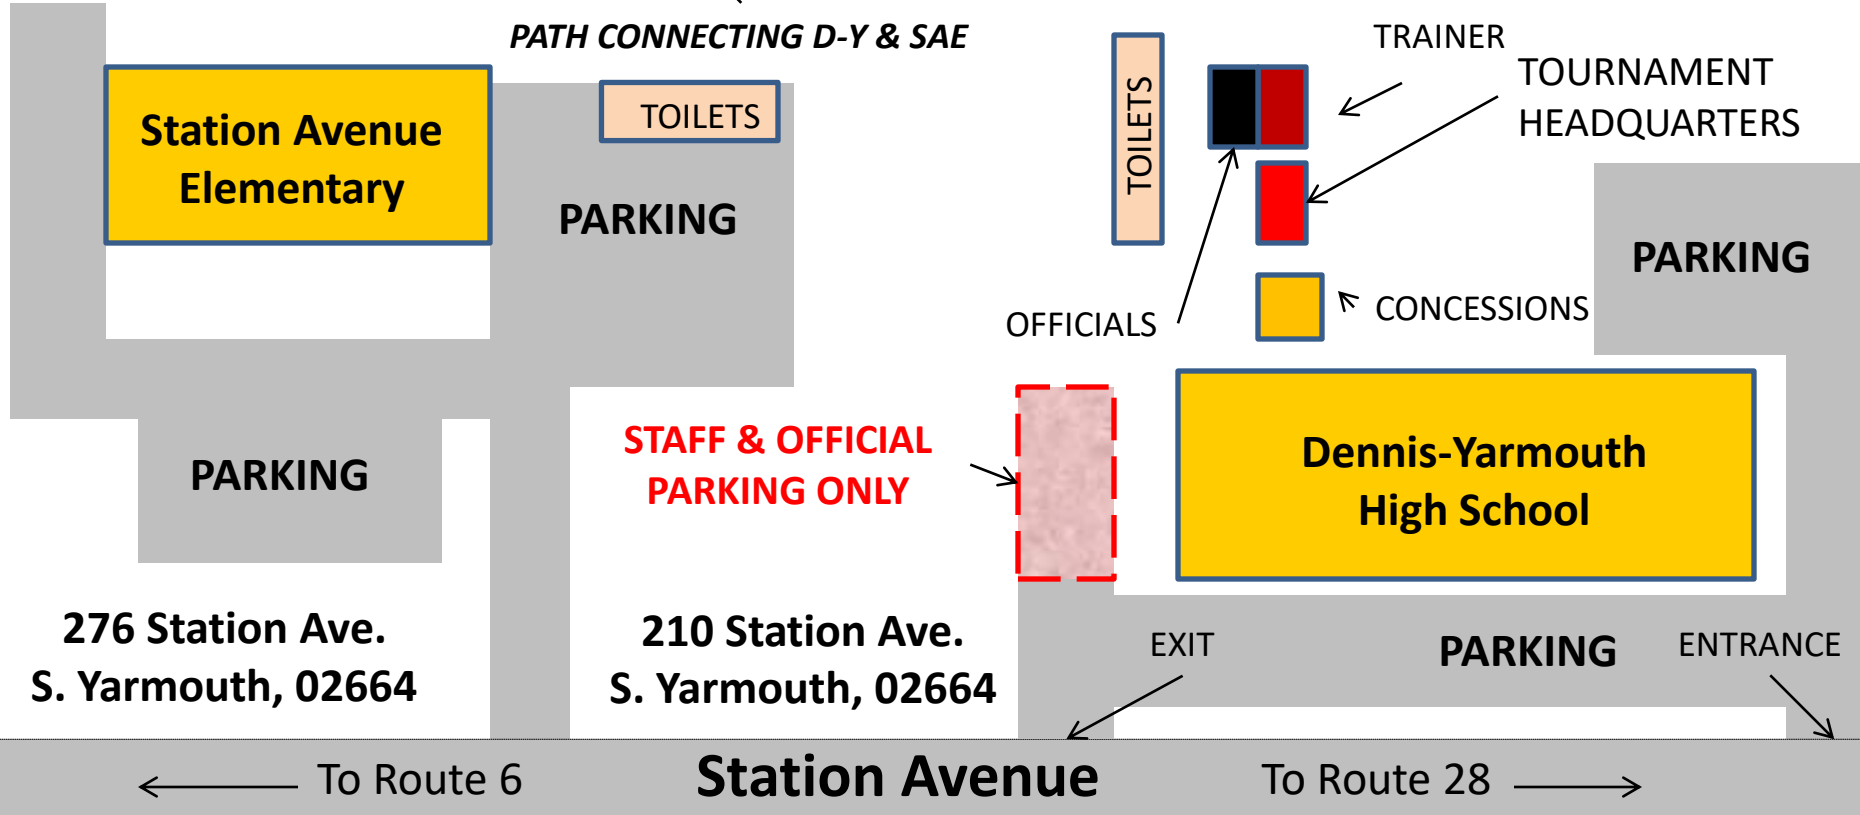 PATH CONNECTING D-Y & SAE
TRAINER
TOURNAMENT
HEADQUARTERS
Station Avenue
Elementary
TOILETS
TOILETS
PARKING
PARKING
OFFICIALS
CONCESSIONS
STAFF & OFFICIAL
PARKING ONLY
Dennis-Yarmouth
High School
PARKING
276 Station Ave.
S. Yarmouth, 02664
210 Station Ave.
S. Yarmouth, 02664
EXIT
PARKING
ENTRANCE
To Route 6
Station Avenue
To Route 28